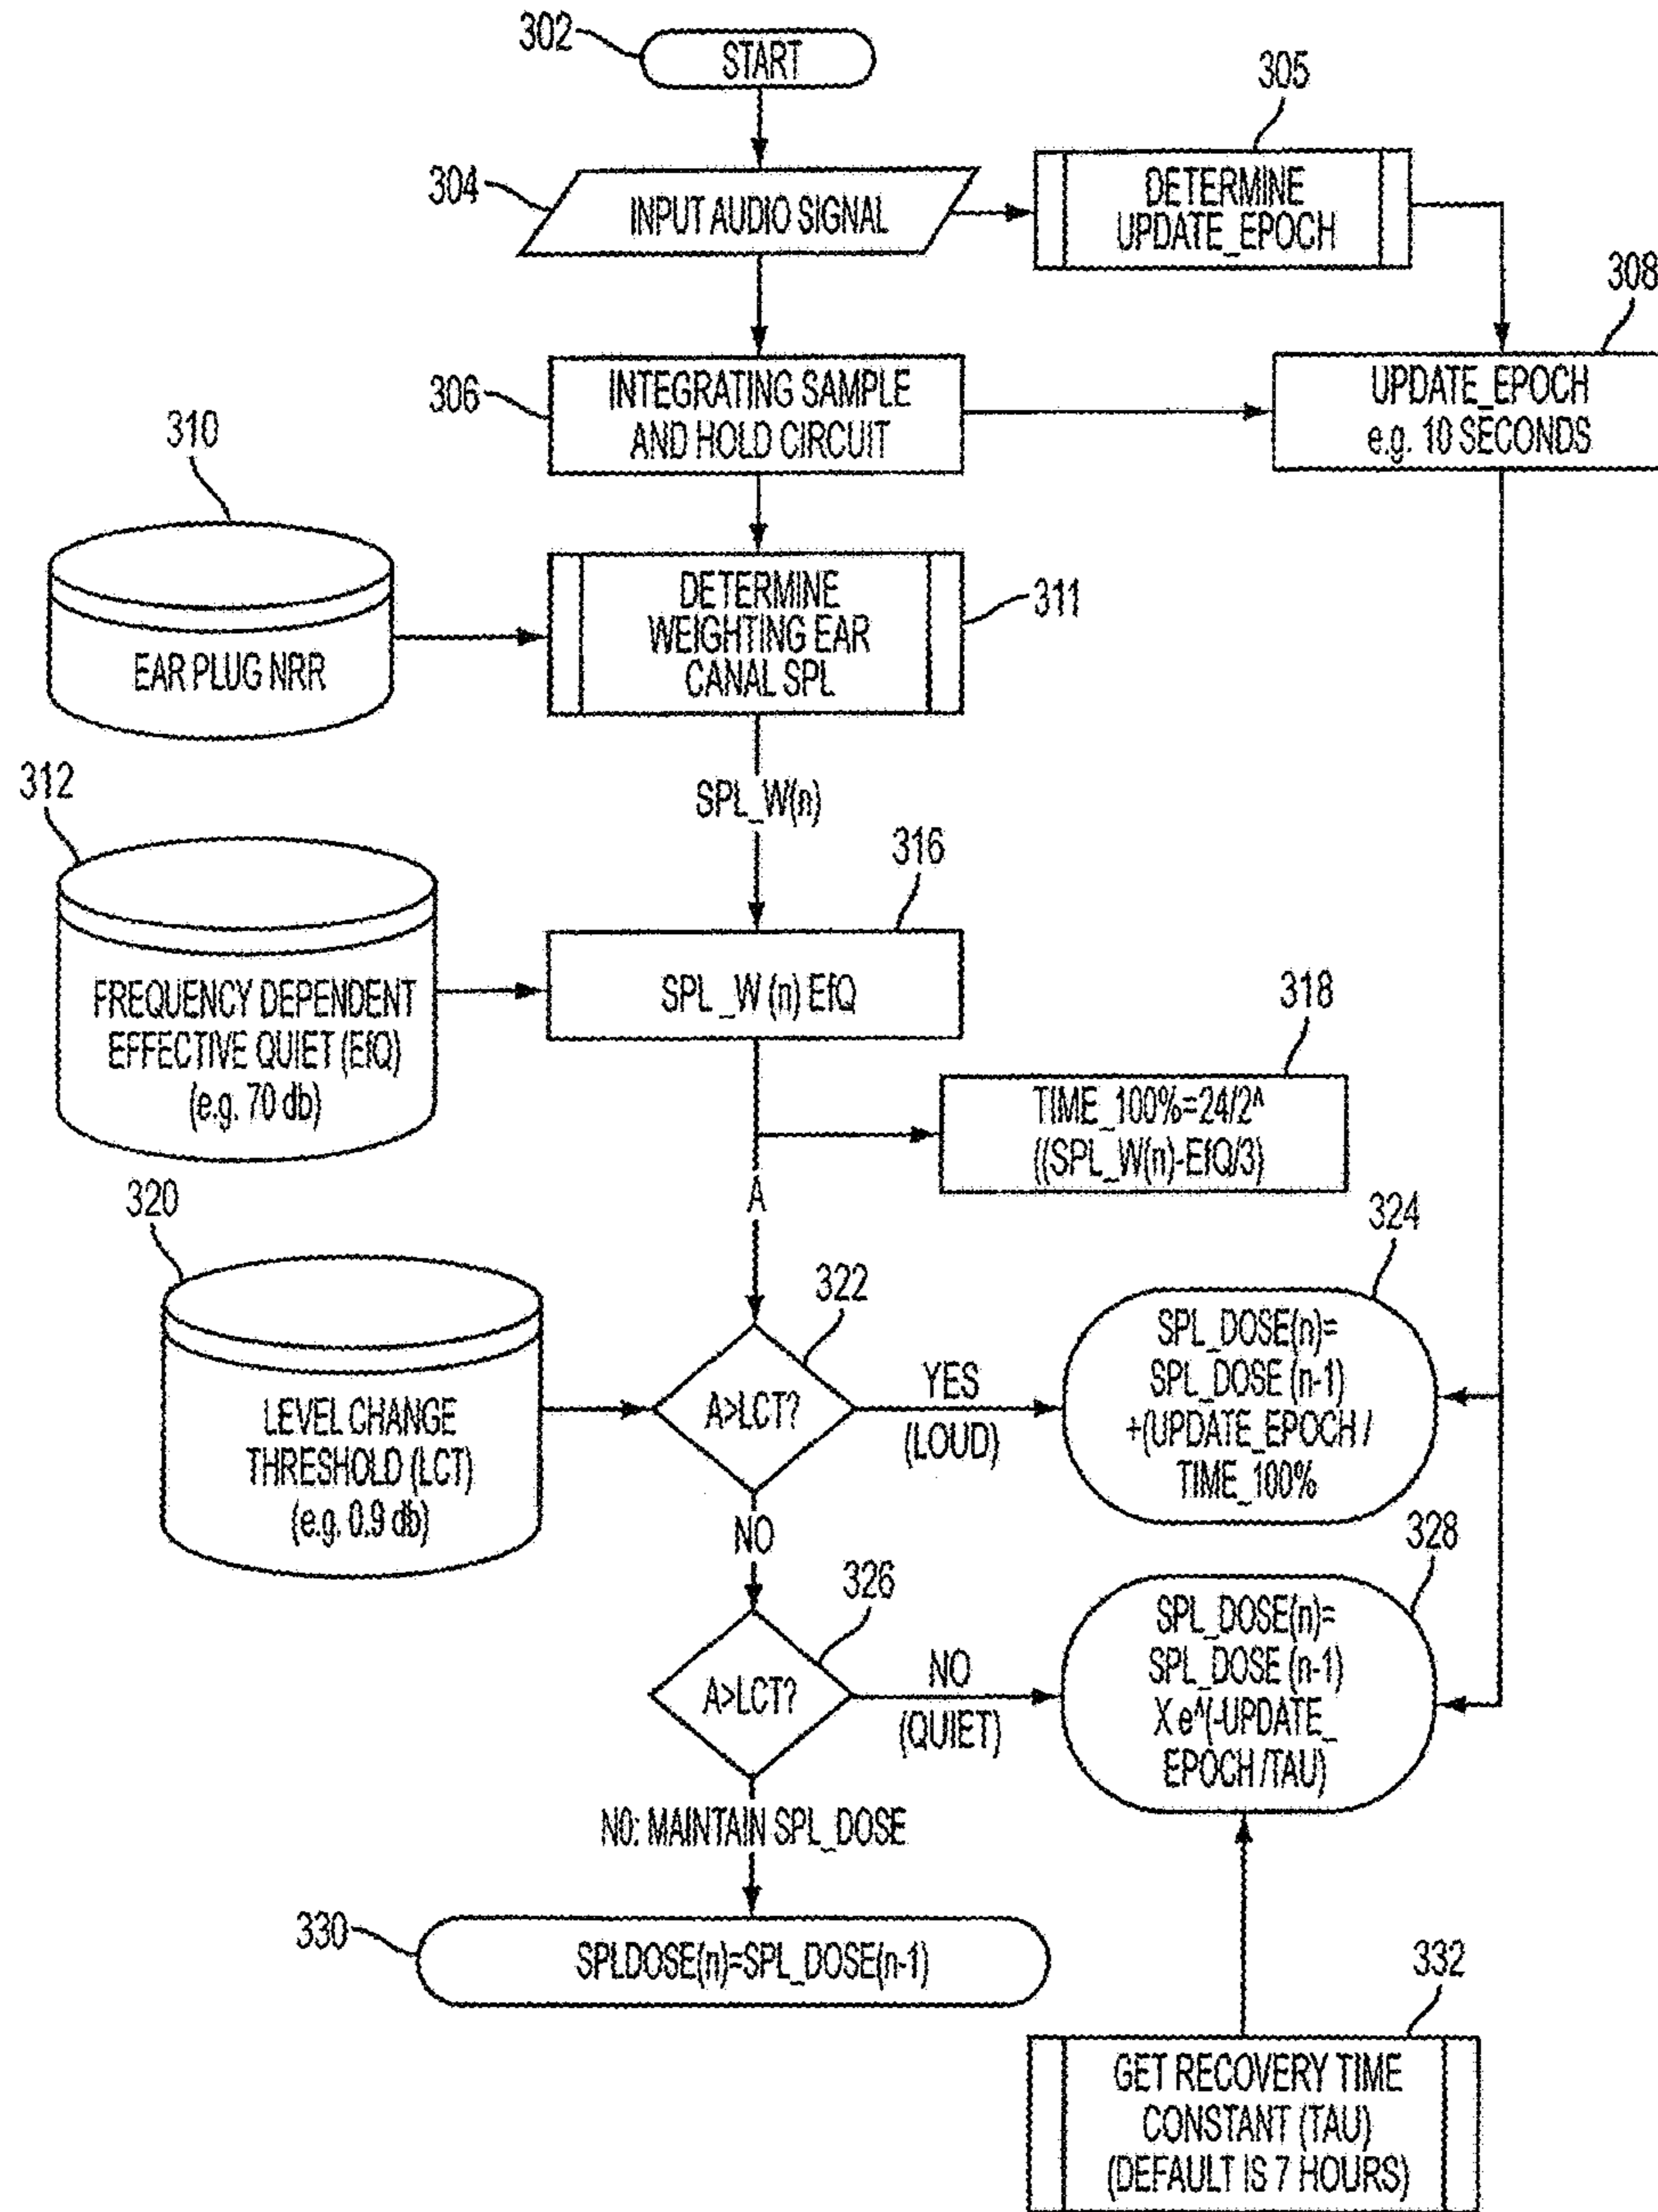 302
START
305
304
INPUT AUDIO SIGNAL
DETERMINE
UPDATE_EPOCH
308
306
INTEGRATING SAMPLE
AND HOLD CIRCUIT
UPDATE_EPOCH
e.g. 10 SECONDS
310
EAR PLUG NRR
DETERMINE
WEIGHTING EAR
CANAL SPL
311
SPL_W(n)
312
FREQUENCY DEPENDENT
EFFECTIVE QUIET (EfQ)
(e.g. 70 db)
316
SPL_W (n) EfQ
318
TIME_100%=24/2^
((SPL_W(n)-EfQ/3)
A
320
LEVEL CHANGE
THRESHOLD (LCT)
(e.g. 0.9 db)
322
A>LCT?
YES
(LOUD)
324
SPL_DOSE(n)=
SPL_DOSE (n-1)
+(UPDATE_EPOCH /
TIME_100%
NO
326
A>LCT?
NO
(QUIET)
328
SPL_DOSE(n)=
SPL_DOSE (n-1)
X e^(-UPDATE_
EPOCH /TAU)
N0: MAINTAIN SPL_DOSE
330
SPLDOSE(n)=SPL_DOSE(n-1)
332
GET RECOVERY TIME
CONSTANT (TAU)
(DEFAULT IS 7 HOURS)